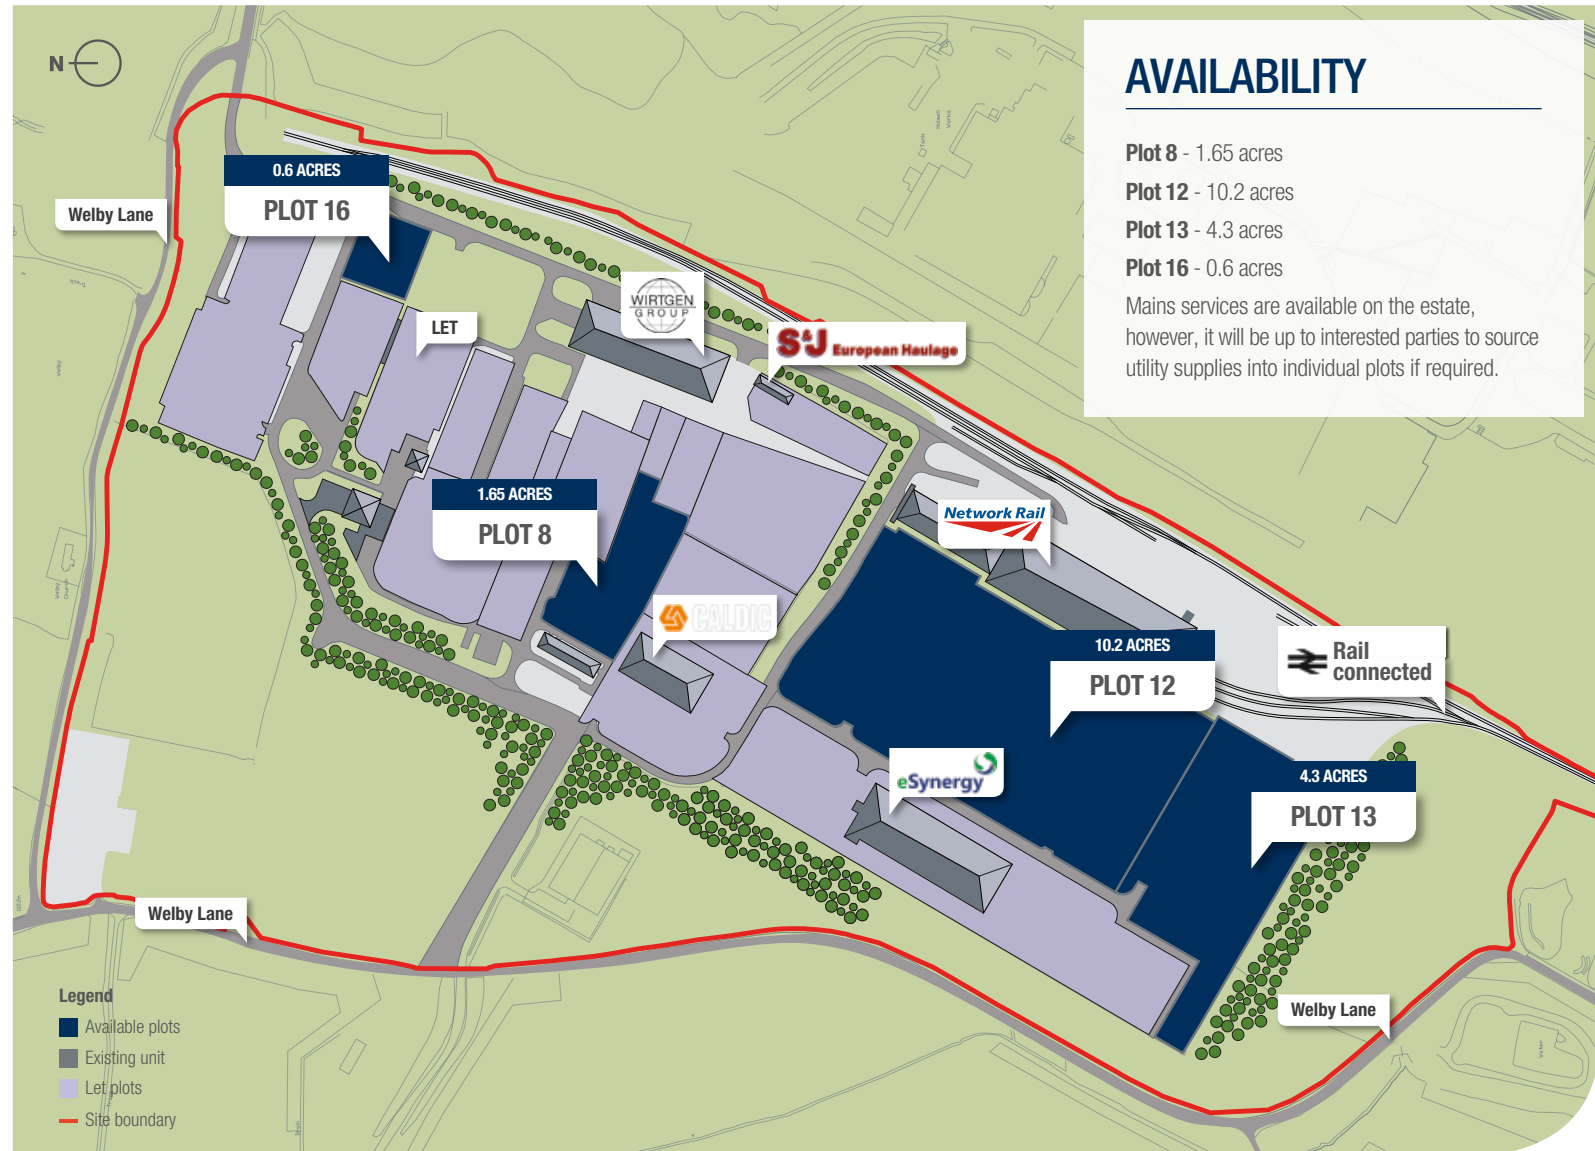 N
AVAILABILITY
Plot 8 - 1.65 acres
Plot 12 - 10.2 acres
Plot 13 - 4.3 acres
Plot 16 - 0.6 acres
Mains services are available on the estate,
however, it will be up to interested parties to source
utility supplies into individual plots if required.
0.6 ACRES
PLOT 16
Welby Lane
LET
WIRTGEN
GROUP
S&J European Haulage
1.65 ACRES
PLOT 8
Network Rail
CALDIC
10.2 ACRES
PLOT 12
Rail
connected
eSynergy
4.3 ACRES
PLOT 13
Welby Lane
Welby Lane
Legend
Available plots
Existing unit
Let plots
Site boundary
Track
Welby
Church
Tank